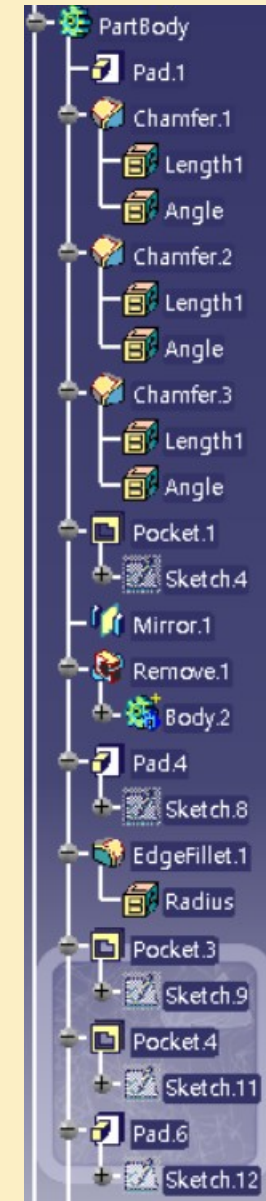 PartBody
Pad.1
Chamfer.1
Length1
Angle
Chamfer.2
Length1
Angle
Chamfer.3
Length1
Angle
Pocket.1
Sketch.4
Mirror.1
Remove.1
Body.2
Pad.4
Sketch.8
EdgeFillet.1
Radius
Pocket.3
Sketch.9
Pocket.4
Sketch.11
Pad.6
Sketch.12